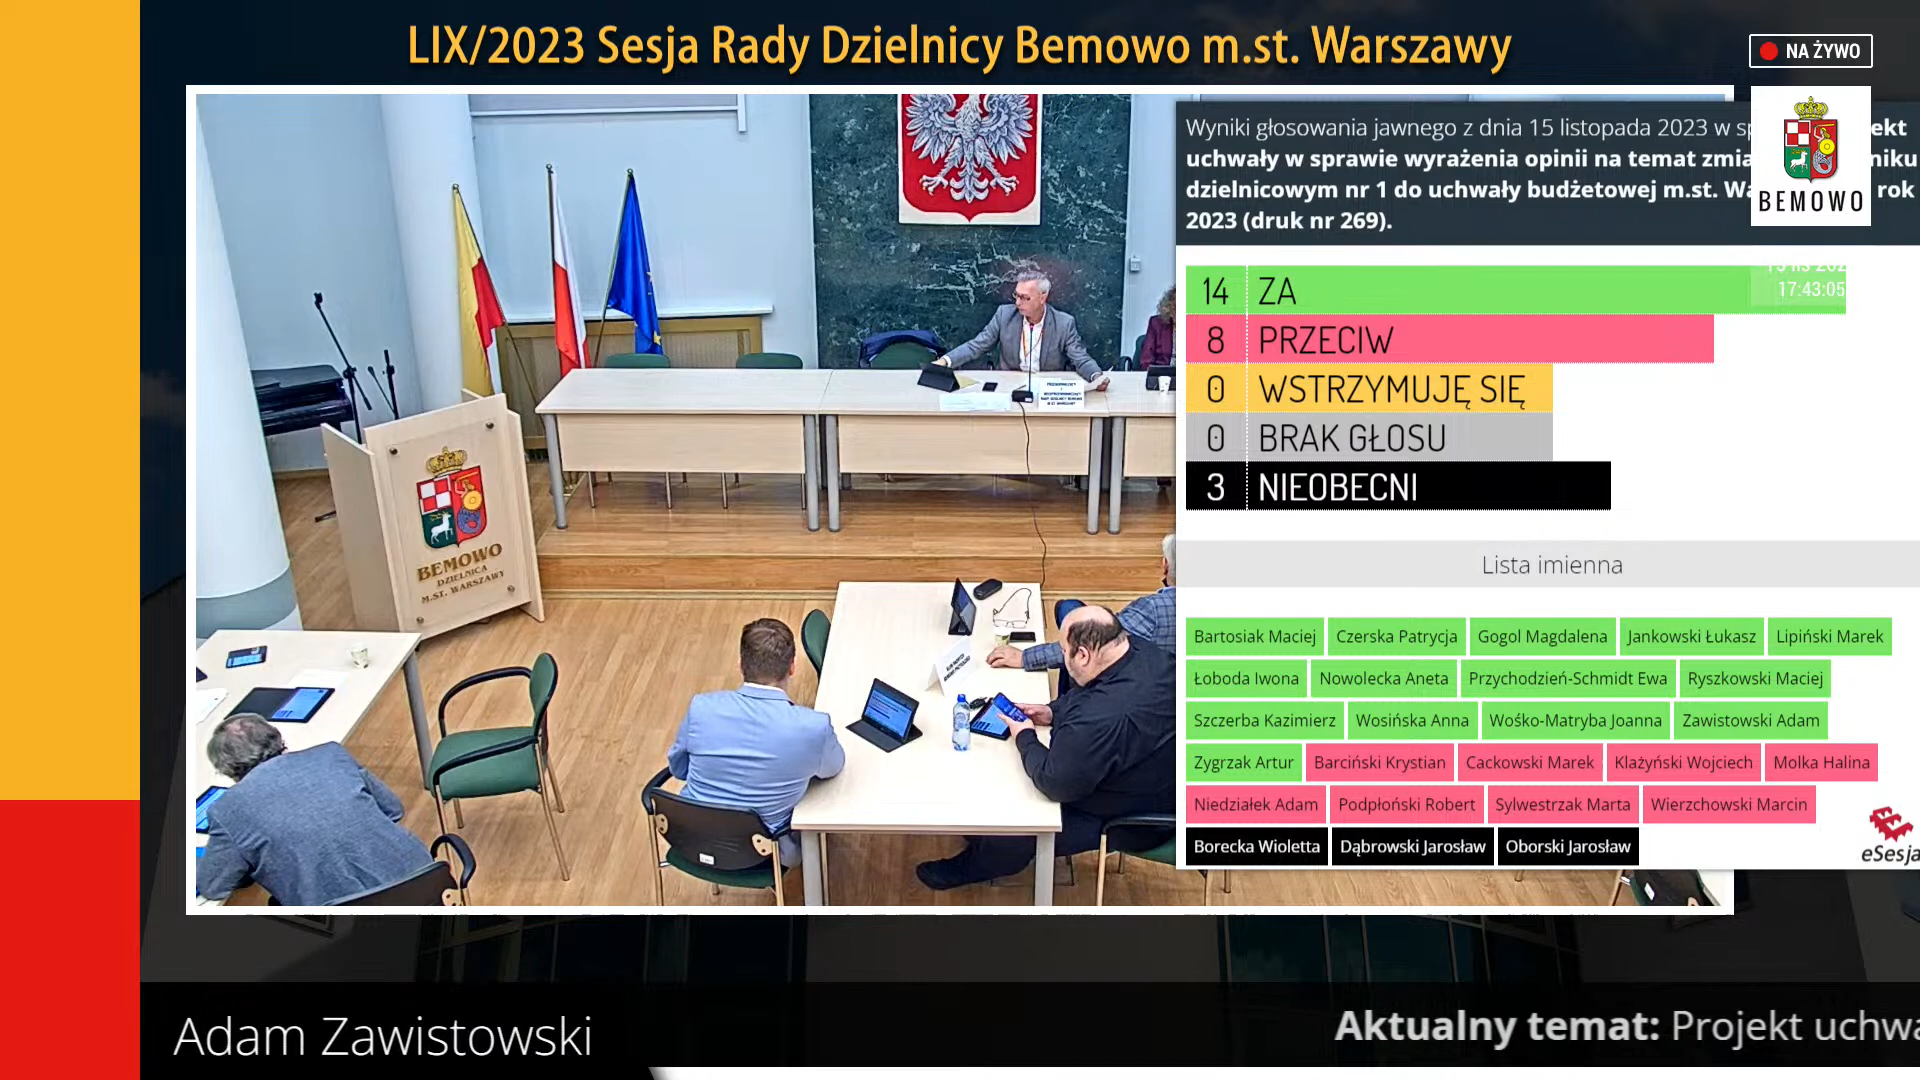 LIX/2023 Sesja Rady Dzielnicy Bemowo m.st. Warszawy
NA ŻYWO
BEMOWO
Wyniki głosowania jawnego z dnia 15 listopada 2023 w
uchwały w sprawie wyrażenia opinii na temat
dzielnicowym nr 1 do uchwały budżetowej m.st. rok
2023 (druk nr 269).
17:43:05
14 ZA
8 PRZECIW
0 WSTRZYMUJĘ SIĘ
0 BRAK GŁOSU
3 NIEOBECNI
Lista imienna
Bartosiak Maciej Czerska Patrycja Gogol Magdalena Jankowski Łukasz Lipiński Marek
Łoboda Iwona Nowolecka Aneta Przychodzień-Schmidt Ewa Ryszkowski Maciej
Szczerba Kazimierz Wosińska Anna Wośko-Matryba Joanna Zawistowski Adam
Zygrzak Artur Barciński Krystian Cackowski Marek Klażyński Wojciech Molka Halina
Niedziałek Adam Podpłoński Robert Sylwestrzak Marta Wierzchowski Marcin
Borecka Wioletta Dąbrowski Jarosław Oborski Jarosław
eSesja
BEMOWO
DZIELNICA
M.ST. WARSZAWY
Adam Zawistowski
Aktualny temat: Projekt uchwa